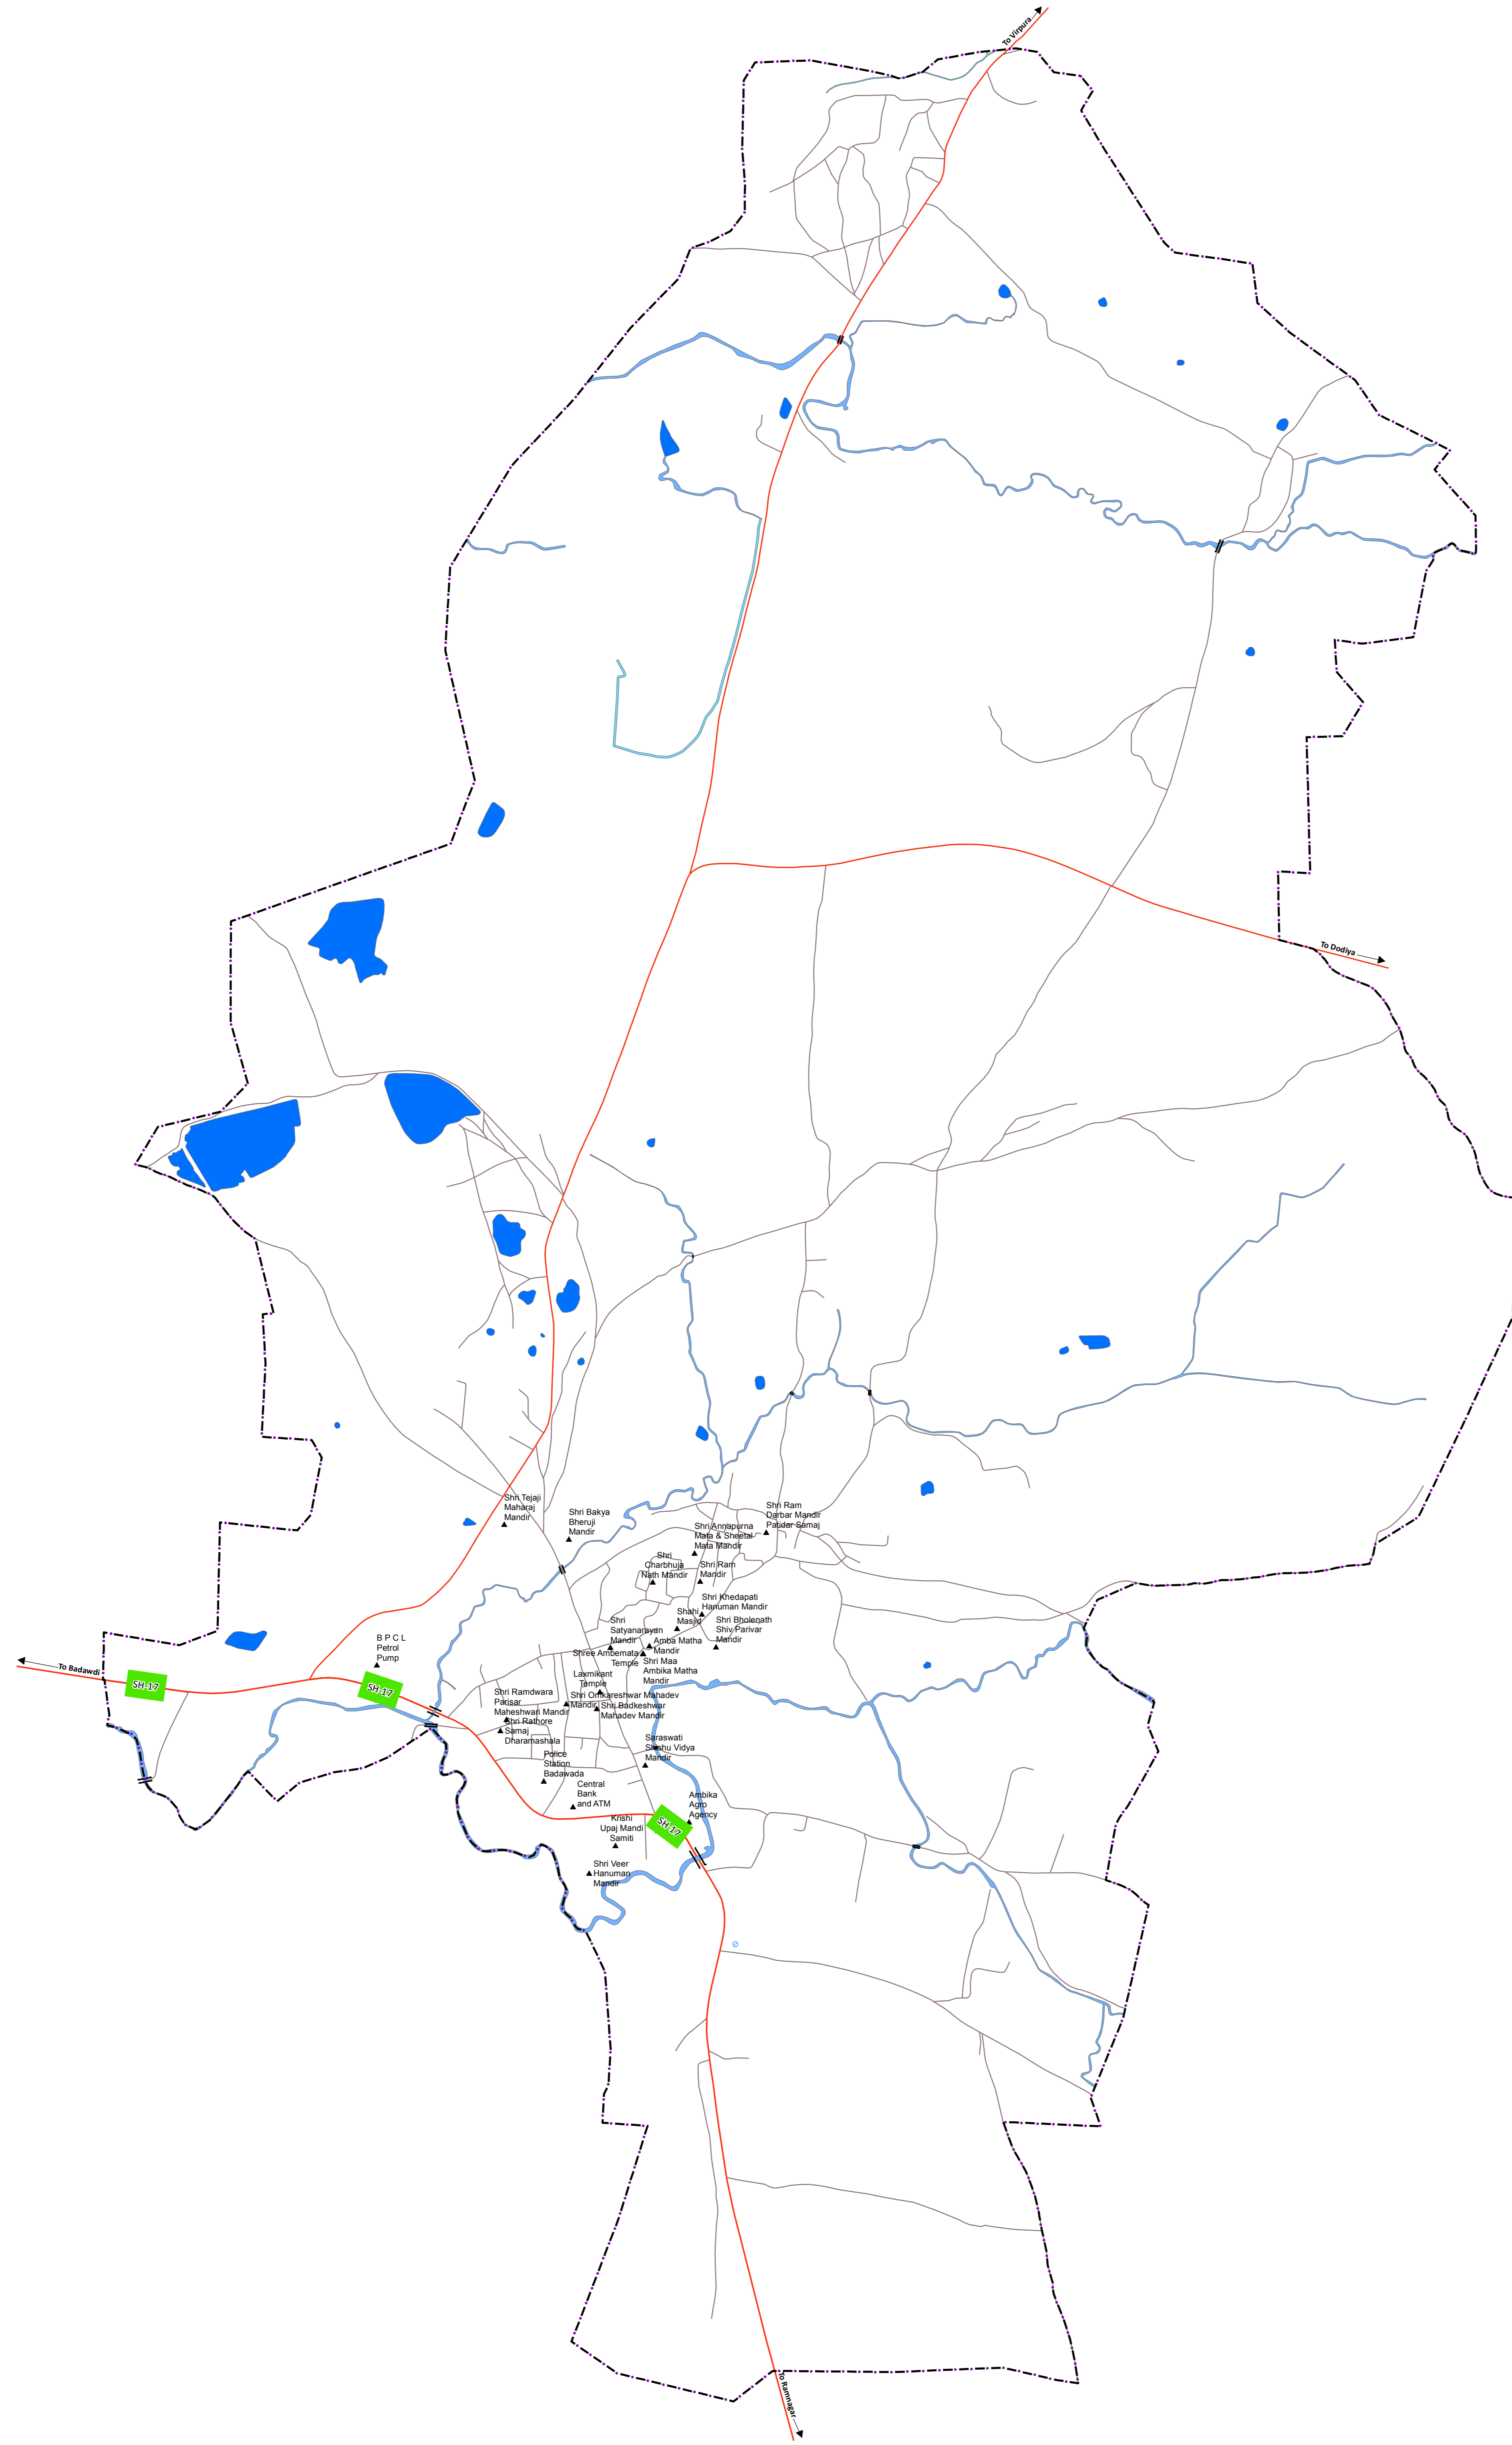 To Virpura
To Dodiya
Shri Tejaji
Maharaj
Mandir
Shri Bakya
Bheruji
Mandir
Shri Ram
Darbar Mandir
Patidar Samaj
Shri Annapurna
Mata & Sheetal
Mata Mandir
Shri
Charbhuja
Nath Mandir
Shri Ram
Mandir
Shri Khedapati
Hanuman Mandir
Shahi
Masjid
Shri Bholenath
Shiv Parivar
Mandir
Shri
Satyanarayan
Mandir
Amba Matha
Mandir
Shree Ambemata
Temple
Shri Maa
Ambika Matha
Mandir
B P C L
Petrol
Pump
To Badawdi
SH-17
SH-17
Laxmikant
Temple
Shri Omkareshwar Mahadev
Mandir
Shri Badkeshwar
Mahadev Mandir
Shri Ramdwara
Parisar
Maheshwari Mandir
Shri Rathore
Samaj
Dharamashala
Saraswati
Shishu Vidya
Mandir
Police
Station
Badawada
Central
Bank
and ATM
Ambika
Agro
Agency
SH-17
Krishi
Upaj Mandi
Samiti
Shri Veer
Hanuman
Mandir
To Ramnagar